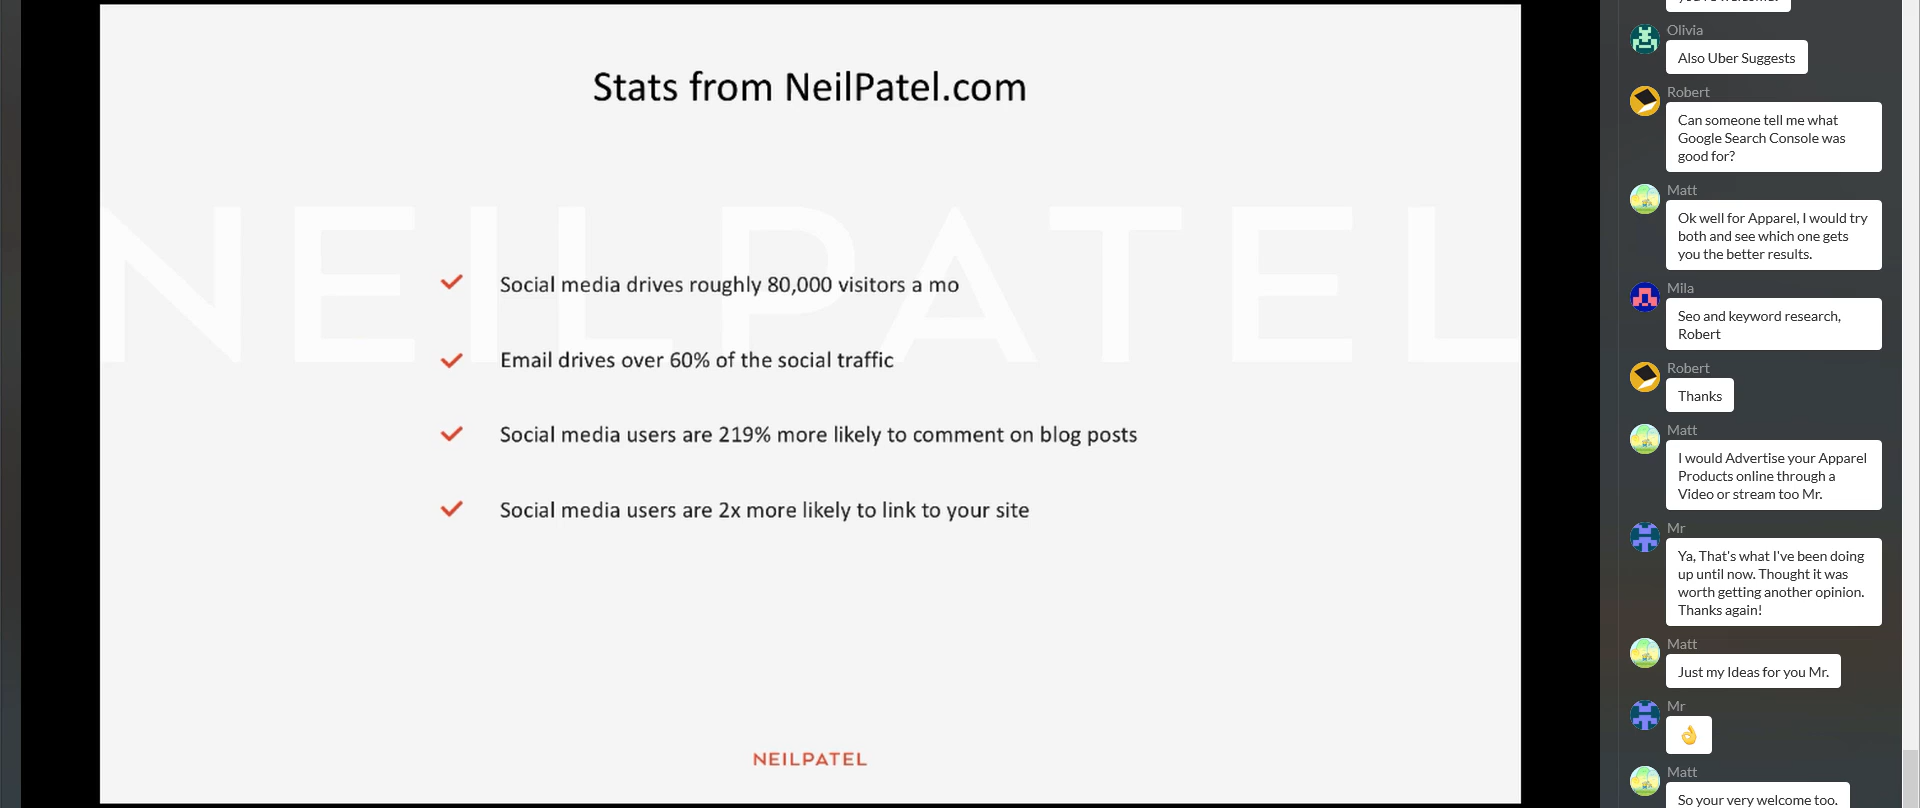 Stats from NeilPatel.com
NEILPATEL
Social media drives roughly 80,000 visitors a mo
Email drives over 60% of the social traffic
Social media users are 219% more likely to comment on blog posts
Social media users are 2x more likely to link to your site
NEILPATEL
Olivia
Also Uber Suggests
Robert
Can someone tell me what
Google Search Console was
good for?
Matt
Ok well for Apparel, I would try
both and see which one gets
you the better results.
Mila
Seo and keyword research,
Robert
Robert
Thanks
Matt
I would Advertise your Apparel
Products online through a
Video or stream too Mr.
Mr
Ya, That's what I've been doing
up until now. Thought it was
worth getting another opinion.
Thanks again!
Matt
Just my Ideas for you Mr.
Mr
👌
Matt
So your very welcome too.